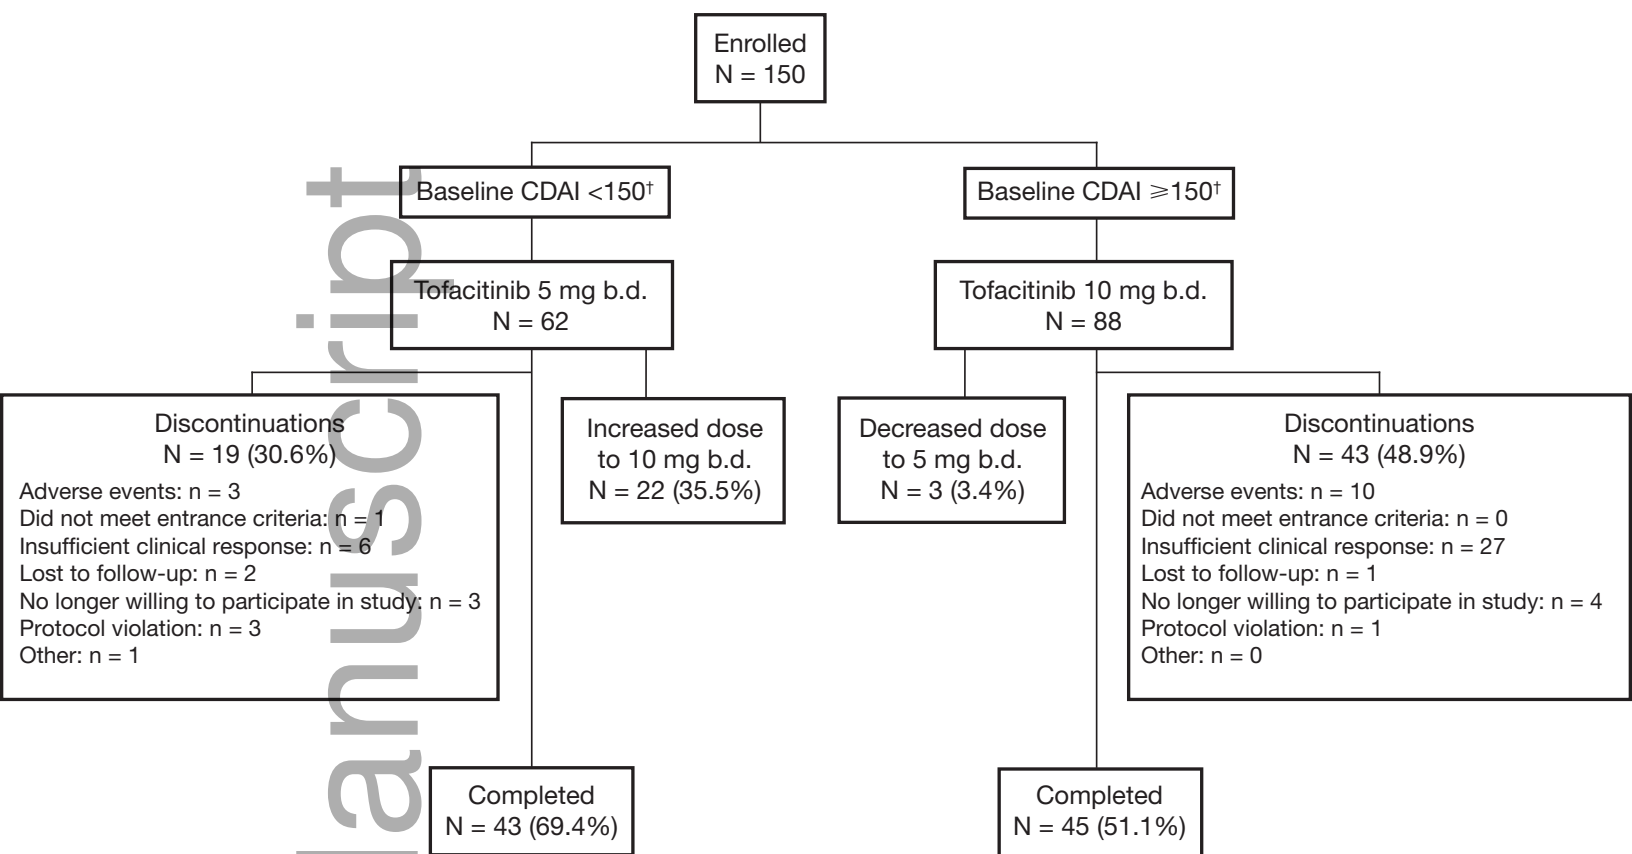 Enrolled
N = 150
Baseline CDAI <150†
Baseline CDAI ⩾150†
Tofacitinib 5 mg b.d.
N = 62
Tofacitinib 10 mg b.d.
N = 88
Discontinuations
N = 19 (30.6%)
Adverse events: n = 3
Did not meet entrance criteria: n = 1
Insufficient clinical response: n = 6
Lost to follow-up: n = 2
No longer willing to participate in study: n = 3
Protocol violation: n = 3
Other: n = 1
Increased dose
to 10 mg b.d.
N = 22 (35.5%)
Decreased dose
to 5 mg b.d.
N = 3 (3.4%)
Discontinuations
N = 43 (48.9%)
Adverse events: n = 10
Did not meet entrance criteria: n = 0
Insufficient clinical response: n = 27
Lost to follow-up: n = 1
No longer willing to participate in study: n = 4
Protocol violation: n = 1
Other: n = 0
Completed
N = 43 (69.4%)
Completed
N = 45 (51.1%)
anuscript